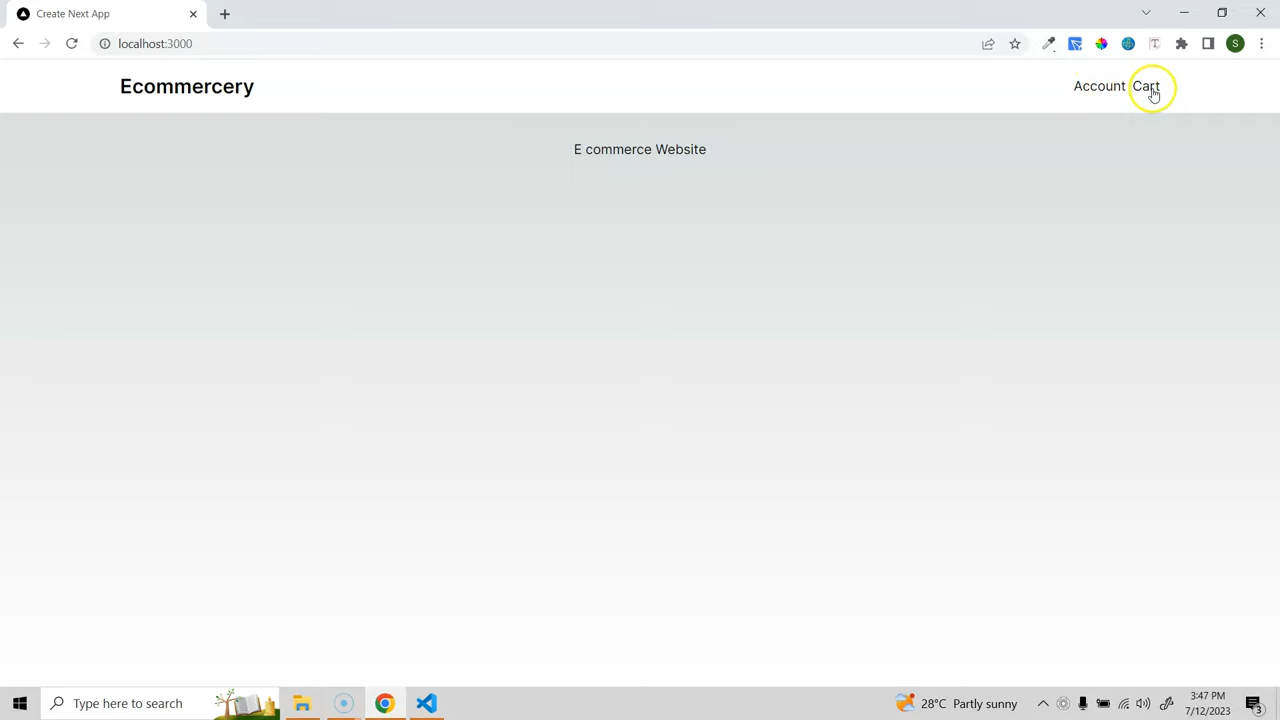 Create Next App
localhost:3000
S
Ecommercery
Account Cart
E commerce Website
Type here to search
28°C Partly sunny
3:47 PM
7/12/2023
3